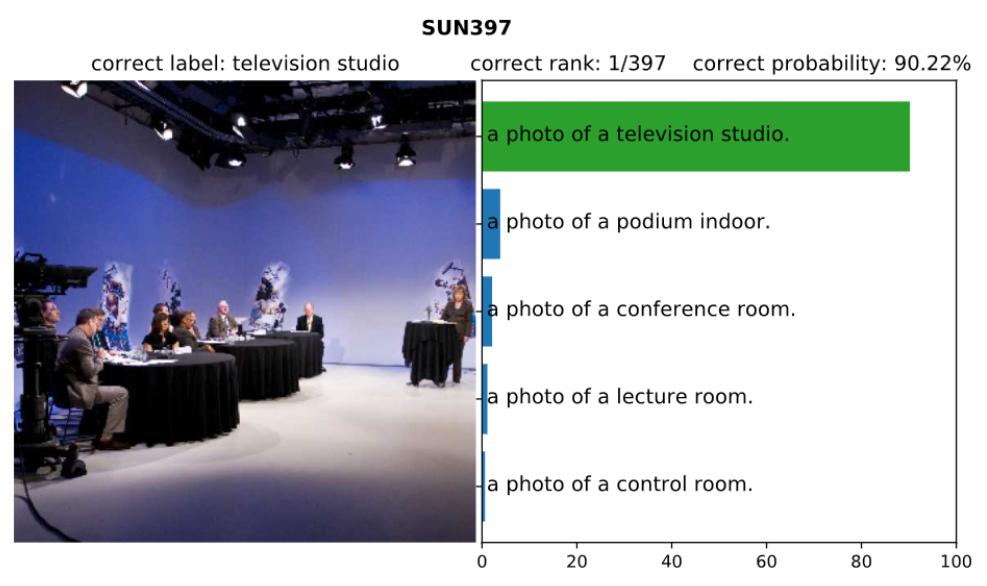 SUN397
correct label: television studio
correct rank: 1/397 correct probability: 90.22%
a photo of a television studio.
a photo of a podium indoor.
a photo of a conference room.
a photo of a lecture room.
a photo of a control room.
0 20 40 60 80 100